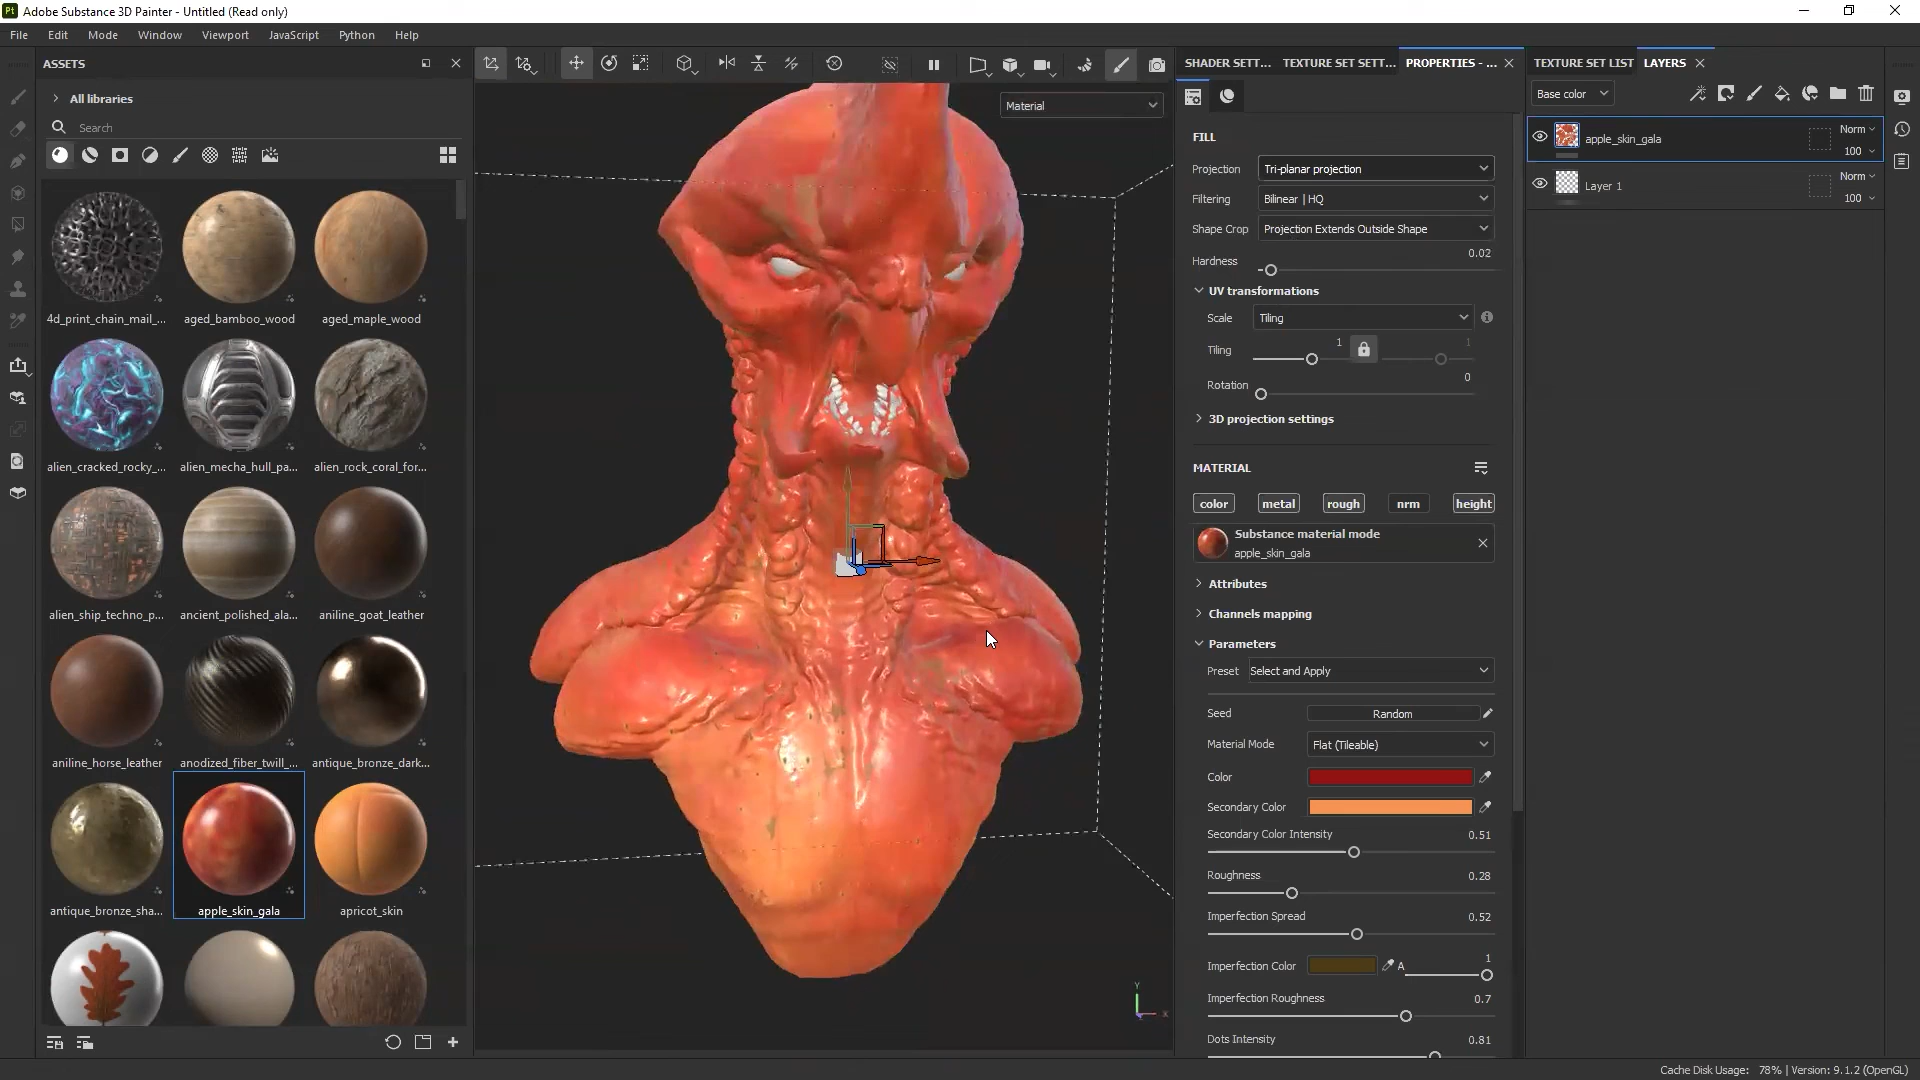 Pt Adobe Substance 3D Painter - Untitled (Read only)
File Edit Mode Window Viewport JavaScript Python Help
ASSETS
All libraries
Search
4d_print_chain_mail_... aged_bamboo_wood aged_maple_wood
alien_cracked_rocky_... alien_mecha_hull_pa... alien_rock_coral_for...
alien_ship_techno_p... ancient_polished_ala... aniline_goat_leather
aniline_horse_leather anodized_fiber_twill_... antique_bronze_dark...
antique_bronze_sha... apple_skin_gala apricot_skin
Material
Y
X
SHADER SETT... TEXTURE SET SETT... PROPERTIES - ...
FILL
Projection Tri-planar projection
Filtering Bilinear | HQ
Shape Crop Projection Extends Outside Shape
Hardness 0.02
UV transformations
Scale Tiling
Tiling 1 1
Rotation 0
3D projection settings
MATERIAL
color metal rough nrm height
Substance material mode
apple_skin_gala
Attributes
Channels mapping
Parameters
Preset Select and Apply
Seed Random
Material Mode Flat (Tileable)
Color
Secondary Color
Secondary Color Intensity 0.51
Roughness 0.28
Imperfection Spread 0.52
Imperfection Color A 1
Imperfection Roughness 0.7
Dots Intensity 0.81
TEXTURE SET LIST LAYERS
Base color
apple_skin_gala Norm
100
Layer 1 Norm
100
Cache Disk Usage: 78% | Version: 9.1.2 (OpenGL)